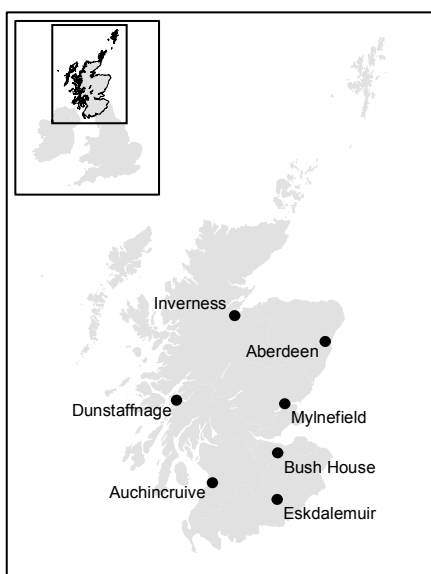 Inverness
Aberdeen
Dunstaffnage
Mylnefield
Bush House
Auchincruive
Eskdalemuir